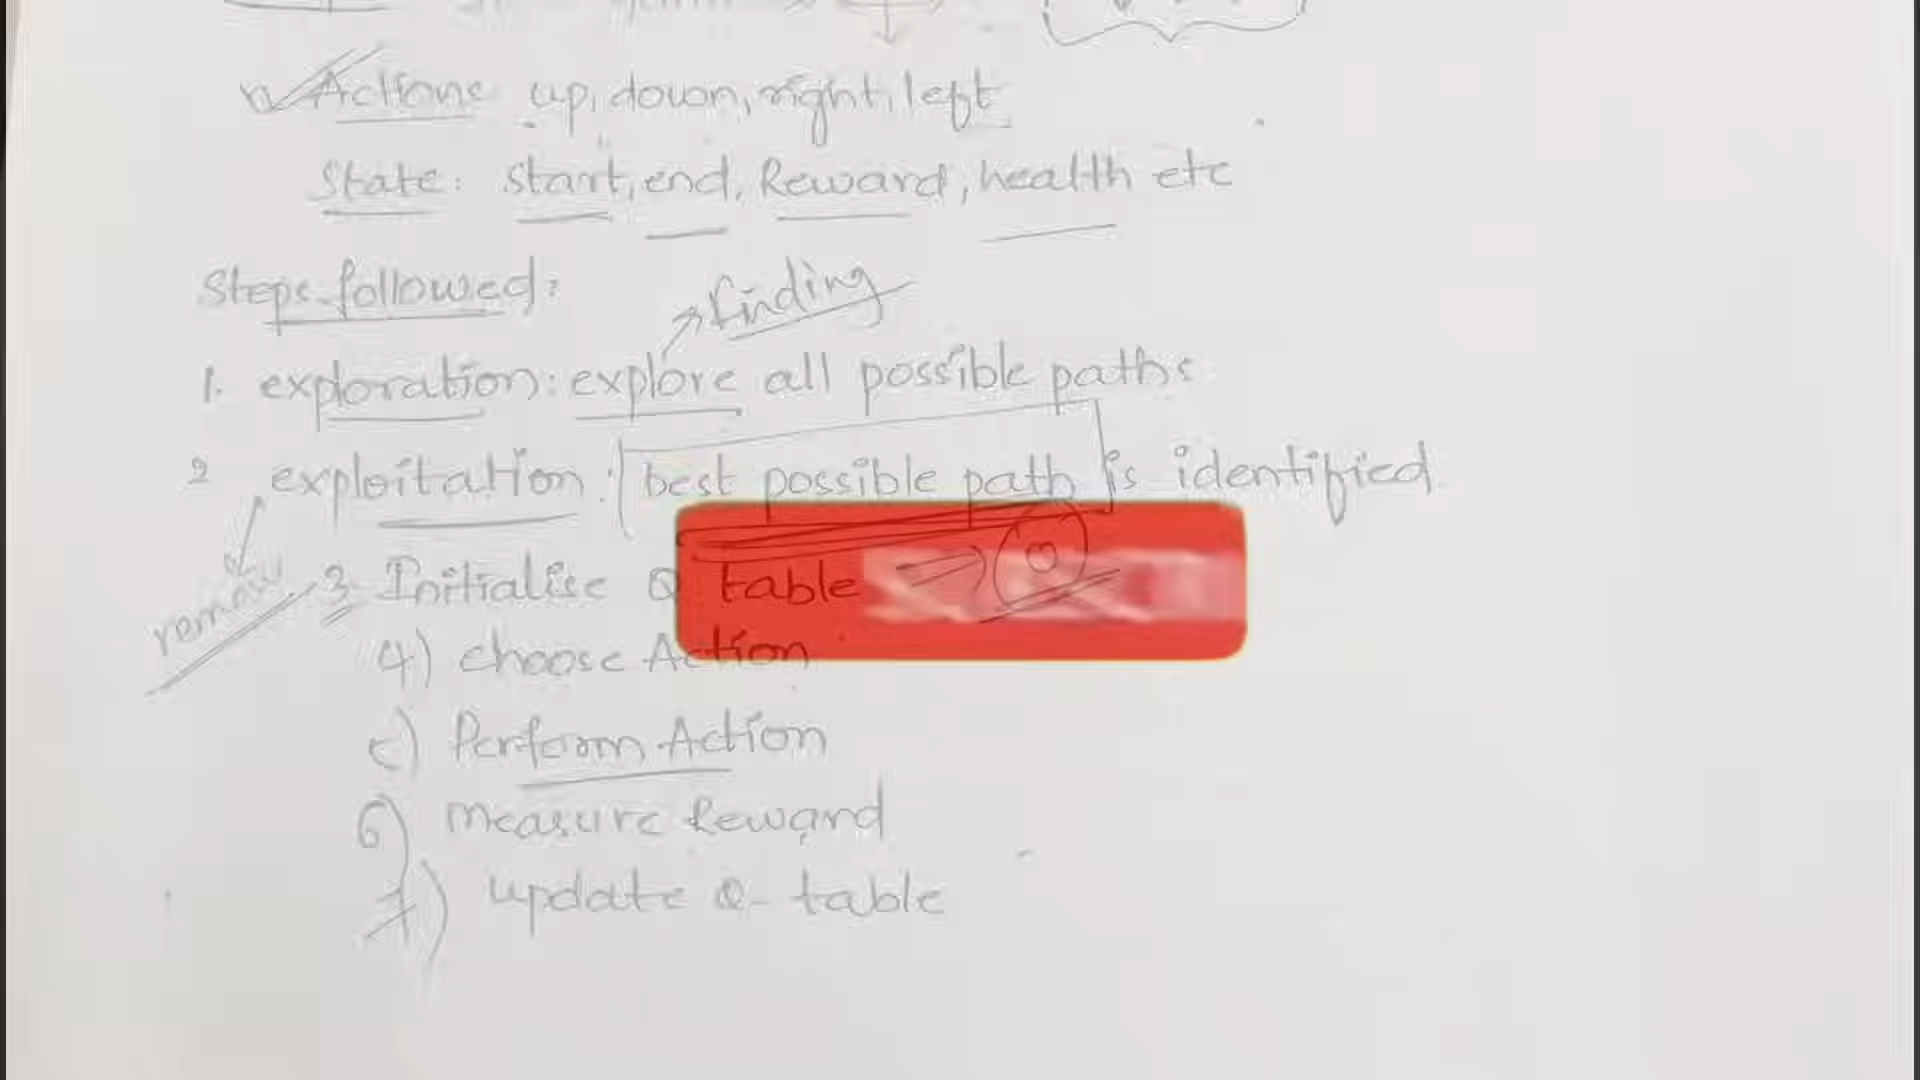 Actions up, down, right, left
State: start, end, Reward, health etc
Steps followed:
finding
1. exploration: explore all possible paths
2 exploitation: best possible path is identified
3. Initialise Q table → 0
4) choose Action
5) Perform Action
6) measure Reward
7) update Q-table